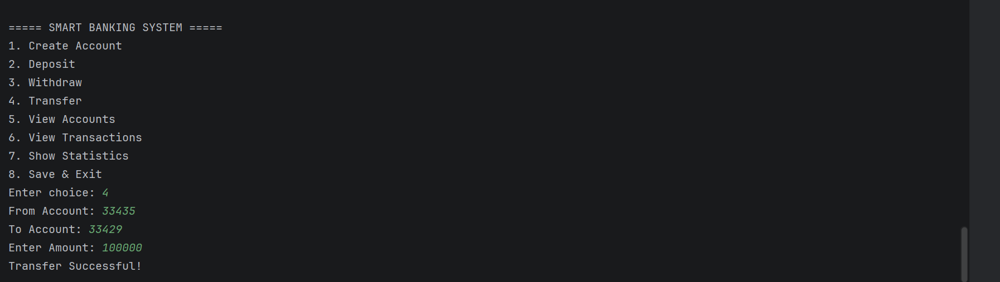 ===== SMART BANKING SYSTEM =====
1. Create Account
2. Deposit
3. Withdraw
4. Transfer
5. View Accounts
6. View Transactions
7. Show Statistics
8. Save & Exit
Enter choice: 4
From Account: 33435
To Account: 33429
Enter Amount: 100000
Transfer Successful!